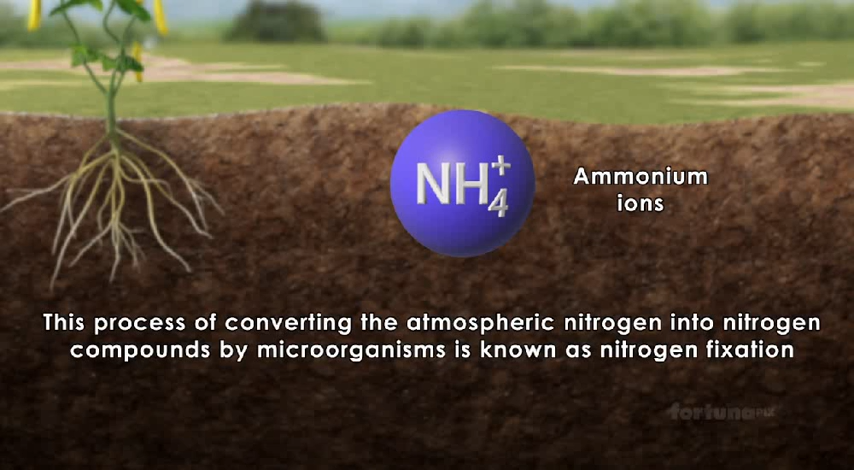 NH₄⁺
Ammonium
ions
This process of converting the atmospheric nitrogen into nitrogen
compounds by microorganisms is known as nitrogen fixation
fortunaPIX